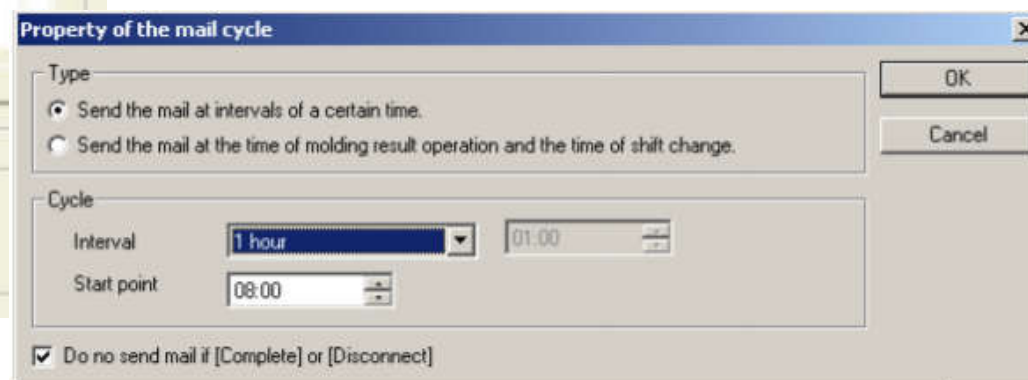 Property of the mail cycle
Type
Send the mail at intervals of a certain time.
Send the mail at the time of molding result operation and the time of shift change.
OK
Cancel
Cycle
Interval 1 hour 01:00
Start point 08:00
Do no send mail if [Complete] or [Disconnect]